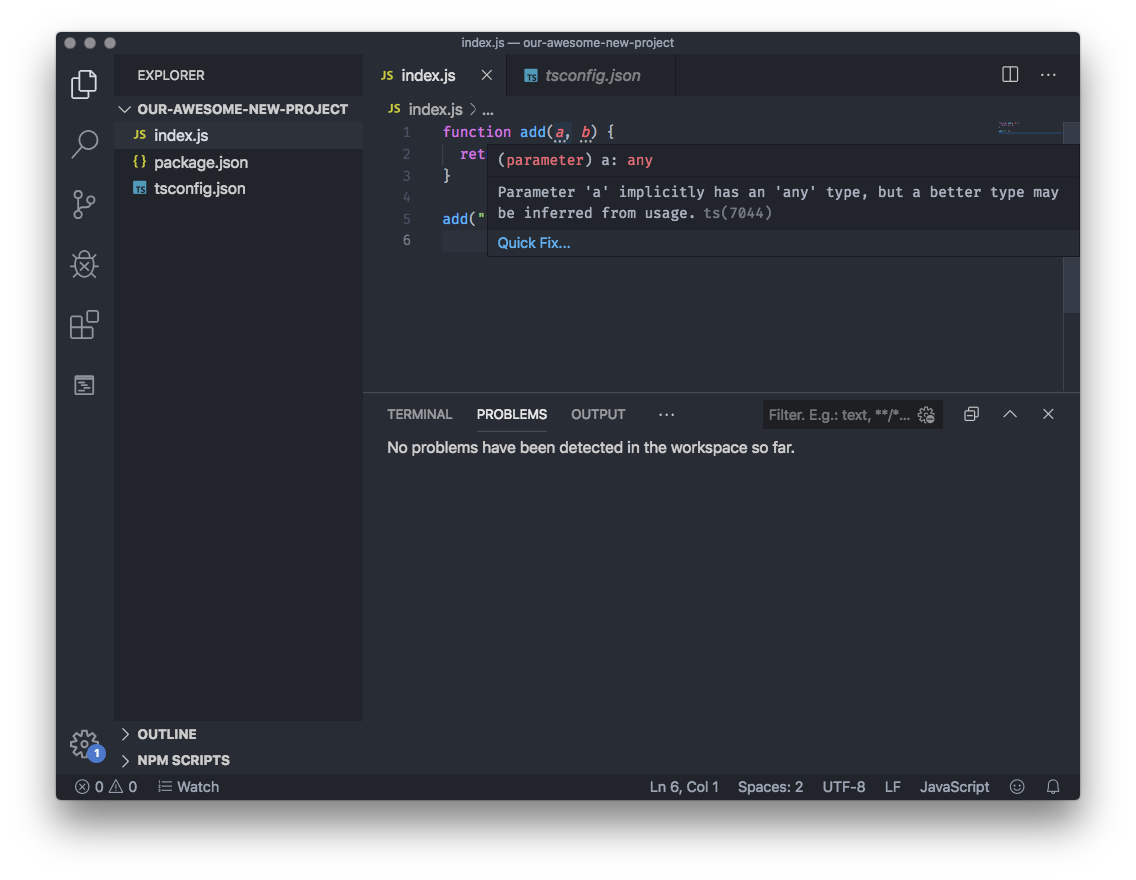 index.js — our-awesome-new-project
EXPLORER
OUR-AWESOME-NEW-PROJECT
JS index.js
{ } package.json
TS tsconfig.json
OUTLINE
NPM SCRIPTS
1
JS index.js
TS tsconfig.json
JS index.js > ...
1 function add(a, b) {
2 ret
3 }
4
5 add("
6
(parameter) a: any
Parameter 'a' implicitly has an 'any' type, but a better type may
be inferred from usage. ts(7044)
Quick Fix...
TERMINAL PROBLEMS OUTPUT ...
Filter. E.g.: text, **/*...
No problems have been detected in the workspace so far.
0 0 Watch
Ln 6, Col 1 Spaces: 2 UTF-8 LF JavaScript